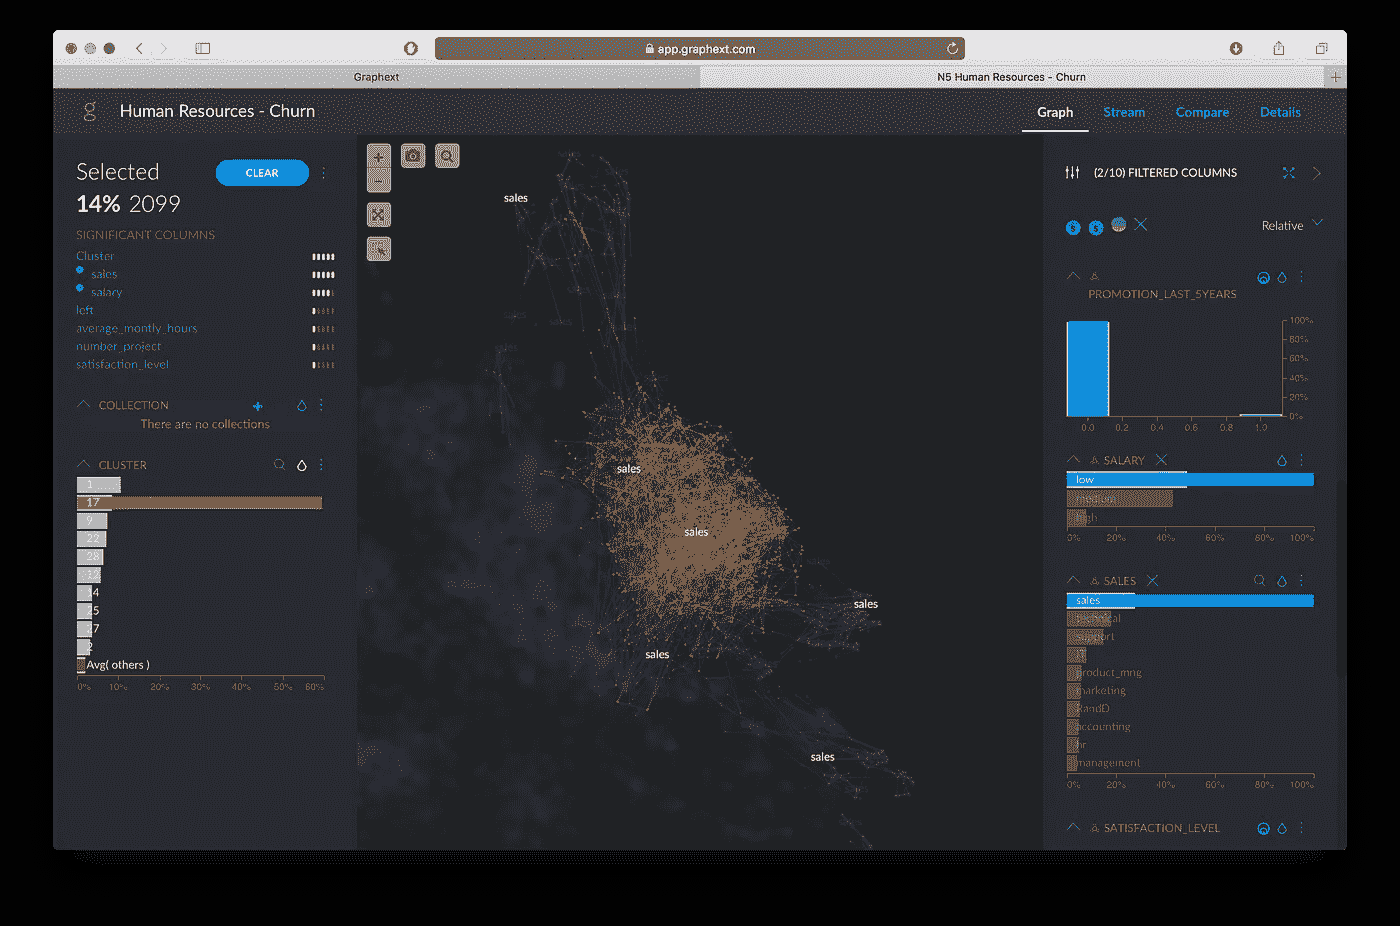 app.graphext.com
Graphext
N5 Human Resources - Churn
+
g
Human Resources - Churn
Graph
Stream
Compare
Details
Selected
CLEAR
14% 2099
SIGNIFICANT COLUMNS
Cluster
sales
salary
left
average_montly_hours
number_project
satisfaction_level
COLLECTION
There are no collections
CLUSTER
1
17
9
22
28
14
25
27
2
Avg( others )
0% 10% 20% 30% 40% 50% 60%
sales
sales
sales
sales
sales
sales
(2/10) FILTERED COLUMNS
Relative
PROMOTION_LAST_5YEARS
100%
80%
60%
40%
20%
0%
0.0 0.2 0.4 0.6 0.8 1.0
SALARY
low
medium
high
0% 20% 40% 60% 80% 100%
SALES
sales
technical
support
product_mng
marketing
RandD
accounting
hr
management
0% 20% 40% 60% 80% 100%
SATISFACTION_LEVEL